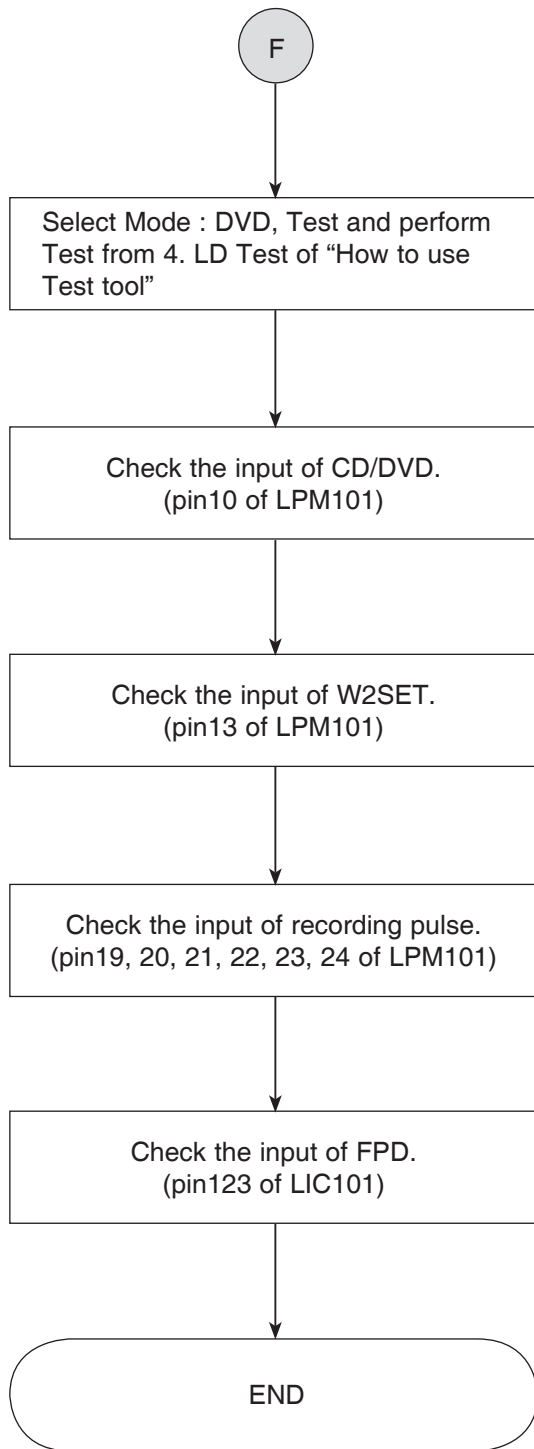 F
Select Mode : DVD, Test and perform
Test from 4. LD Test of “How to use
Test tool”
Check the input of CD/DVD.
(pin10 of LPM101)
Check the input of W2SET.
(pin13 of LPM101)
Check the input of recording pulse.
(pin19, 20, 21, 22, 23, 24 of LPM101)
Check the input of FPD.
(pin123 of LIC101)
END